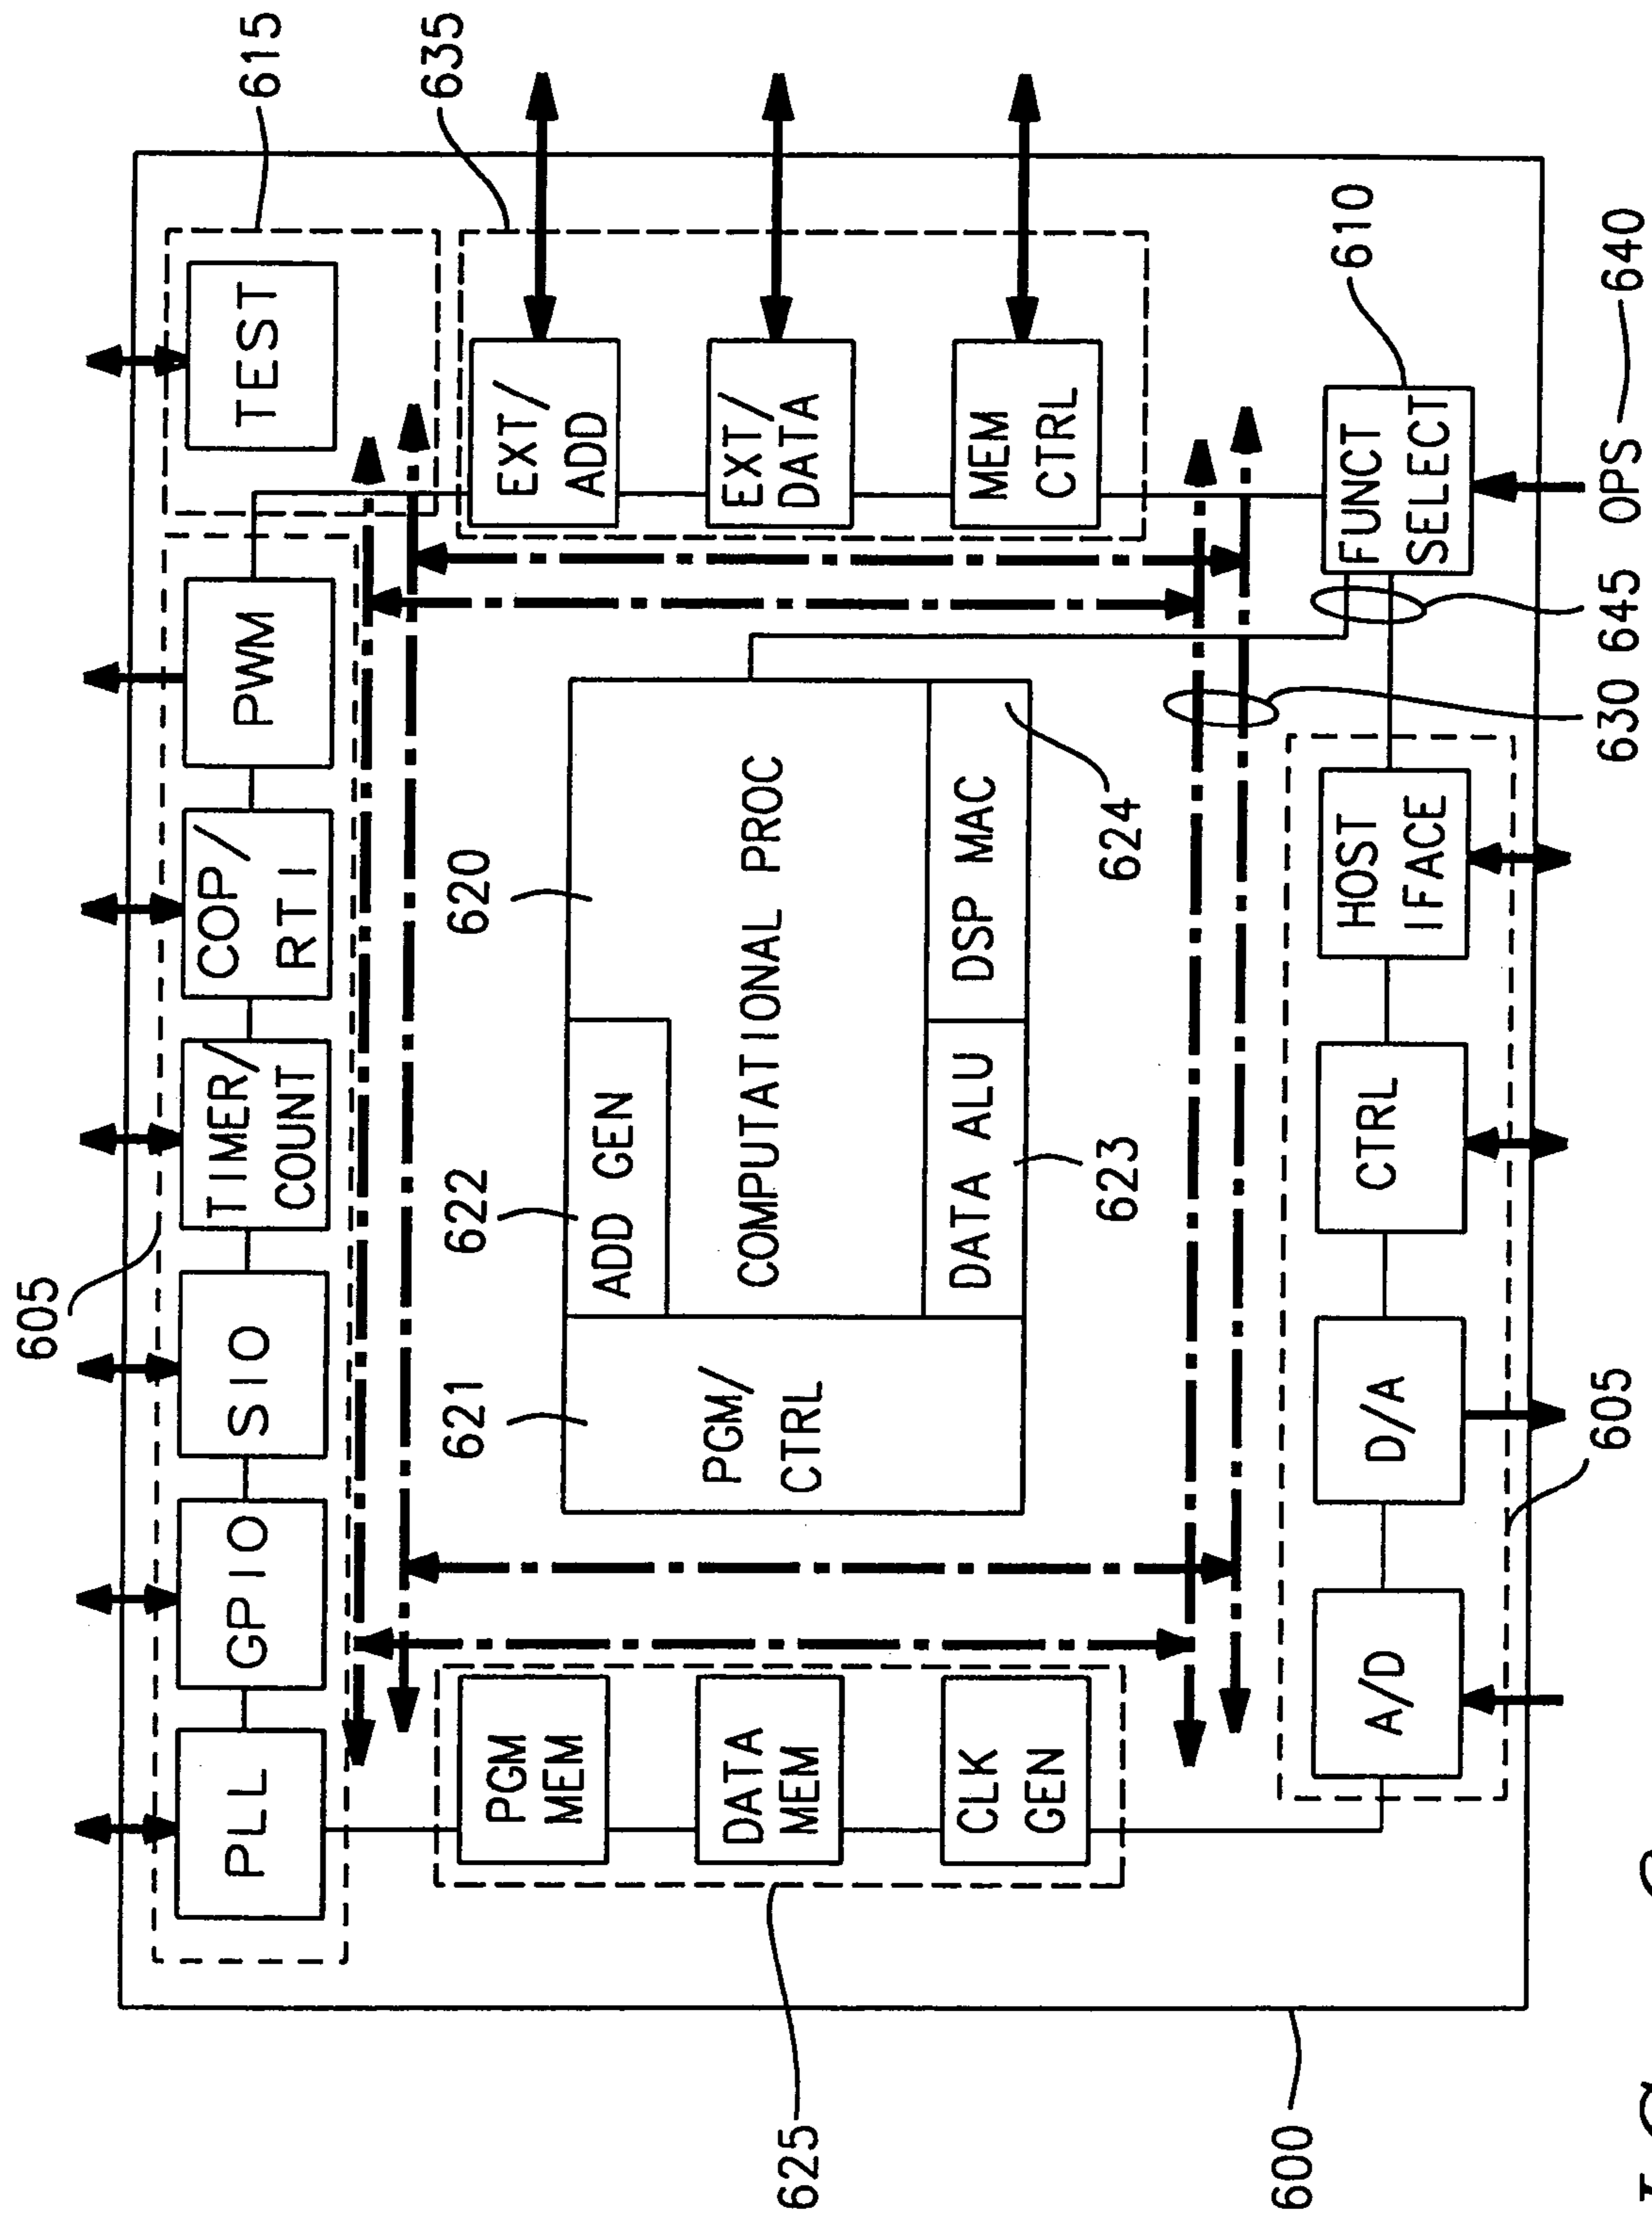 605
615
635
PLL
GPIO
SIO
TIMER/
COUNT
COP/
RTI
PWM
TEST
PGM
MEM
DATA
MEM
CLK
GEN
625
621
622
620
PGM/
CTRL
ADD GEN
COMPUTATIONAL PROC
DATA ALU
DSP MAC
623
624
EXT/
ADD
EXT/
DATA
MEM
CTRL
A/D
D/A
CTRL
HOST
IFACE
FUNCT
SELECT
610
600
605
630
645
OPS
640